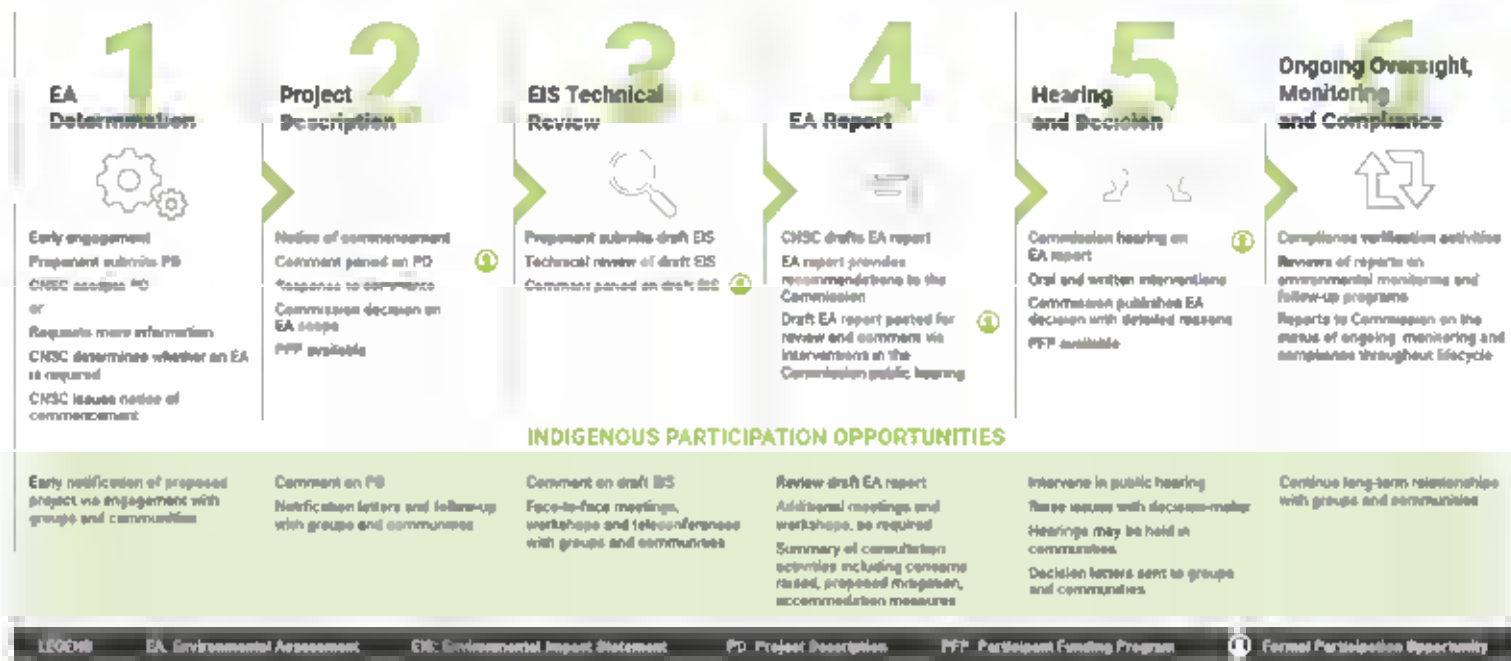 1
EA
Determination
Early engagement
Proponent submits PD
CNSC accepts PD
or
Requests more information
CNSC determines whether an EA
is required
CNSC issues notice of
commencement
2
Project
Description
Notice of commencement
Comment period on PD
Response to comments
Commission decision on
EA scope
PFP available
3
EIS Technical
Review
Proponent submits draft EIS
Technical review of draft EIS
Comment period on draft EIS
4
EA Report
CNSC drafts EA report
EA report provides
recommendations to the
Commission
Draft EA report posted for
review and comment via
interventions in the
Commission public hearing
5
Hearing
and Decision
Commission hearing on
EA report
Oral and written interventions
Commission publishes EA
decision with detailed reasons
PFP available
6
Ongoing Oversight,
Monitoring
and Compliance
Compliance verification activities
Reviews of reports on
environmental monitoring and
follow-up programs
Reports to Commission on the
status of ongoing monitoring and
compliance throughout lifecycle
INDIGENOUS PARTICIPATION OPPORTUNITIES
Early notification of proposed
project via engagement with
groups and communities
Comment on PD
Notification letters and follow-up
with groups and communities
Comment on draft EIS
Face-to-face meetings,
workshops and teleconferences
with groups and communities
Review draft EA report
Additional meetings and
workshops, as required
Summary of consultation
activities including concerns
raised, proposed mitigation,
accommodation measures
Intervene in public hearing
Raise issues with decision-maker
Hearings may be held in
communities
Decision letters sent to groups
and communities
Continue long-term relationships
with groups and communities
LEGEND EA: Environmental Assessment EIS: Environmental Impact Statement PD: Project Description PFP: Participant Funding Program Formal Participation Opportunity